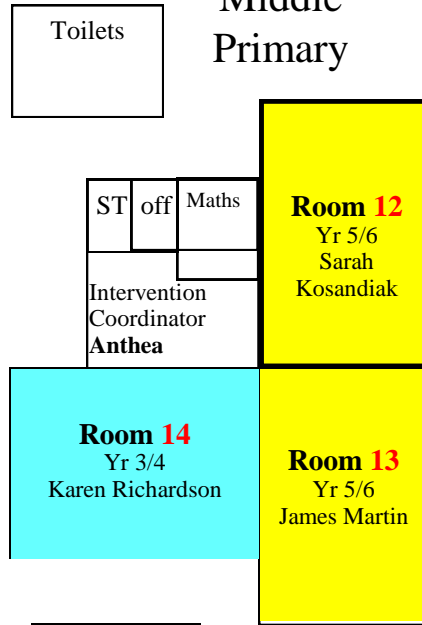 Middle
Primary
Toilets
ST
off
Maths
Room 12
Yr 5/6
Sarah
Kosandiak
Intervention
Coordinator
Anthea
Room 14
Yr 3/4
Karen Richardson
Room 13
Yr 5/6
James Martin